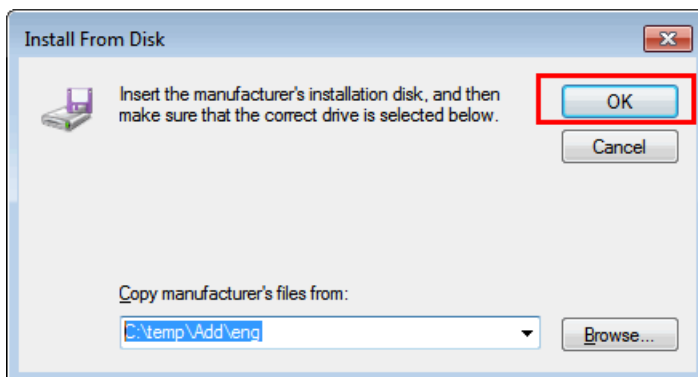 Install From Disk
Insert the manufacturer's installation disk, and then
make sure that the correct drive is selected below.
OK
Cancel
Copy manufacturer's files from:
C:\temp\Add\eng
Browse...